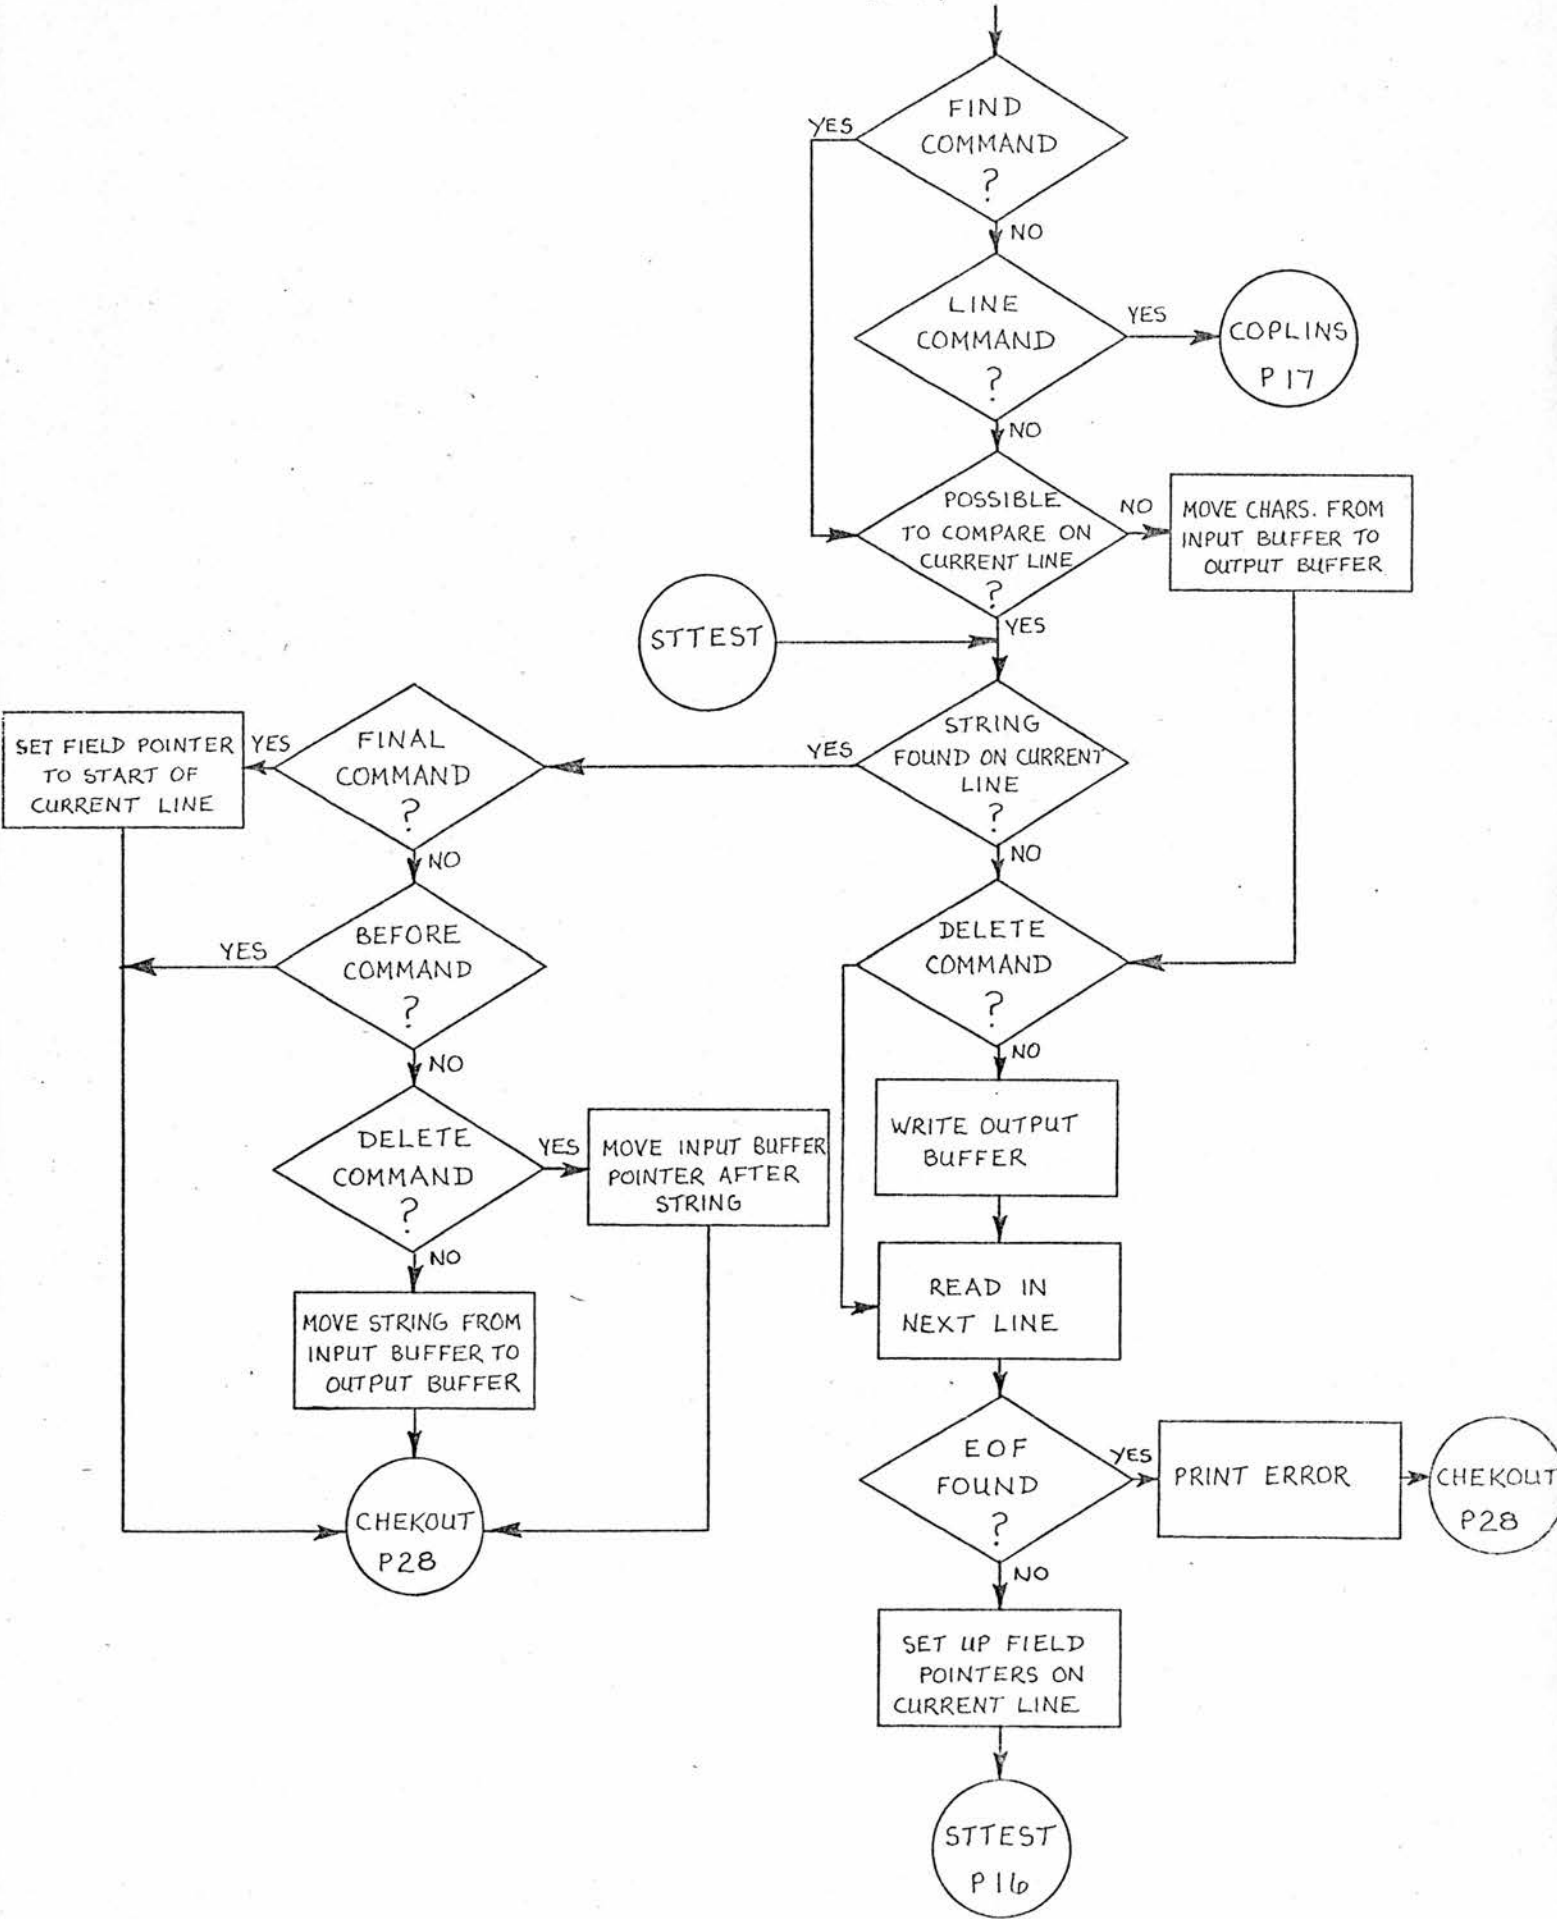 FIND
COMMAND
?
YES
NO
LINE
COMMAND
?
YES
COPLINS
P 17
NO
POSSIBLE
TO COMPARE ON
CURRENT LINE
?
NO
MOVE CHARS. FROM
INPUT BUFFER TO
OUTPUT BUFFER
YES
STTEST
STRING
FOUND ON CURRENT
LINE
?
YES
FINAL
COMMAND
?
YES
SET FIELD POINTER
TO START OF
CURRENT LINE
NO
BEFORE
COMMAND
?
YES
NO
DELETE
COMMAND
?
YES
MOVE INPUT BUFFER
POINTER AFTER
STRING
NO
MOVE STRING FROM
INPUT BUFFER TO
OUTPUT BUFFER
CHEKOUT
P28
NO
DELETE
COMMAND
?
NO
WRITE OUTPUT
BUFFER
READ IN
NEXT LINE
EOF
FOUND
?
YES
PRINT ERROR
CHEKOUT
P28
NO
SET UP FIELD
POINTERS ON
CURRENT LINE
STTEST
P16